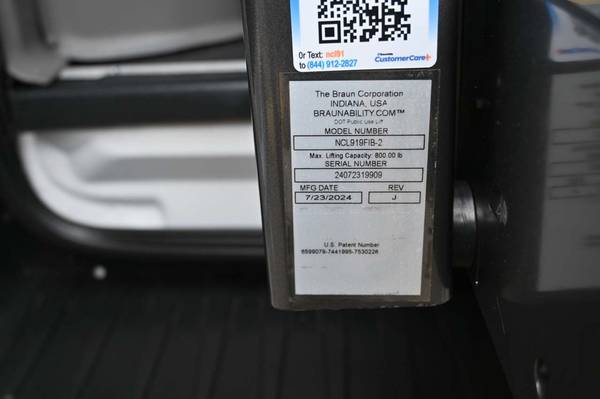 Or Text: ncl91
to (844) 912-2827
CustomerCare+
The Braun Corporation
INDIANA, USA
BRAUNABILITY.COM™
DOT Public Use Lift
MODEL NUMBER
NCL919FIB-2
Max. Lifting Capacity: 800.00 lb
SERIAL NUMBER
24072319909
MFG DATE REV
7/23/2024 J
U.S. Patent Number
6599079-7441995-7530226